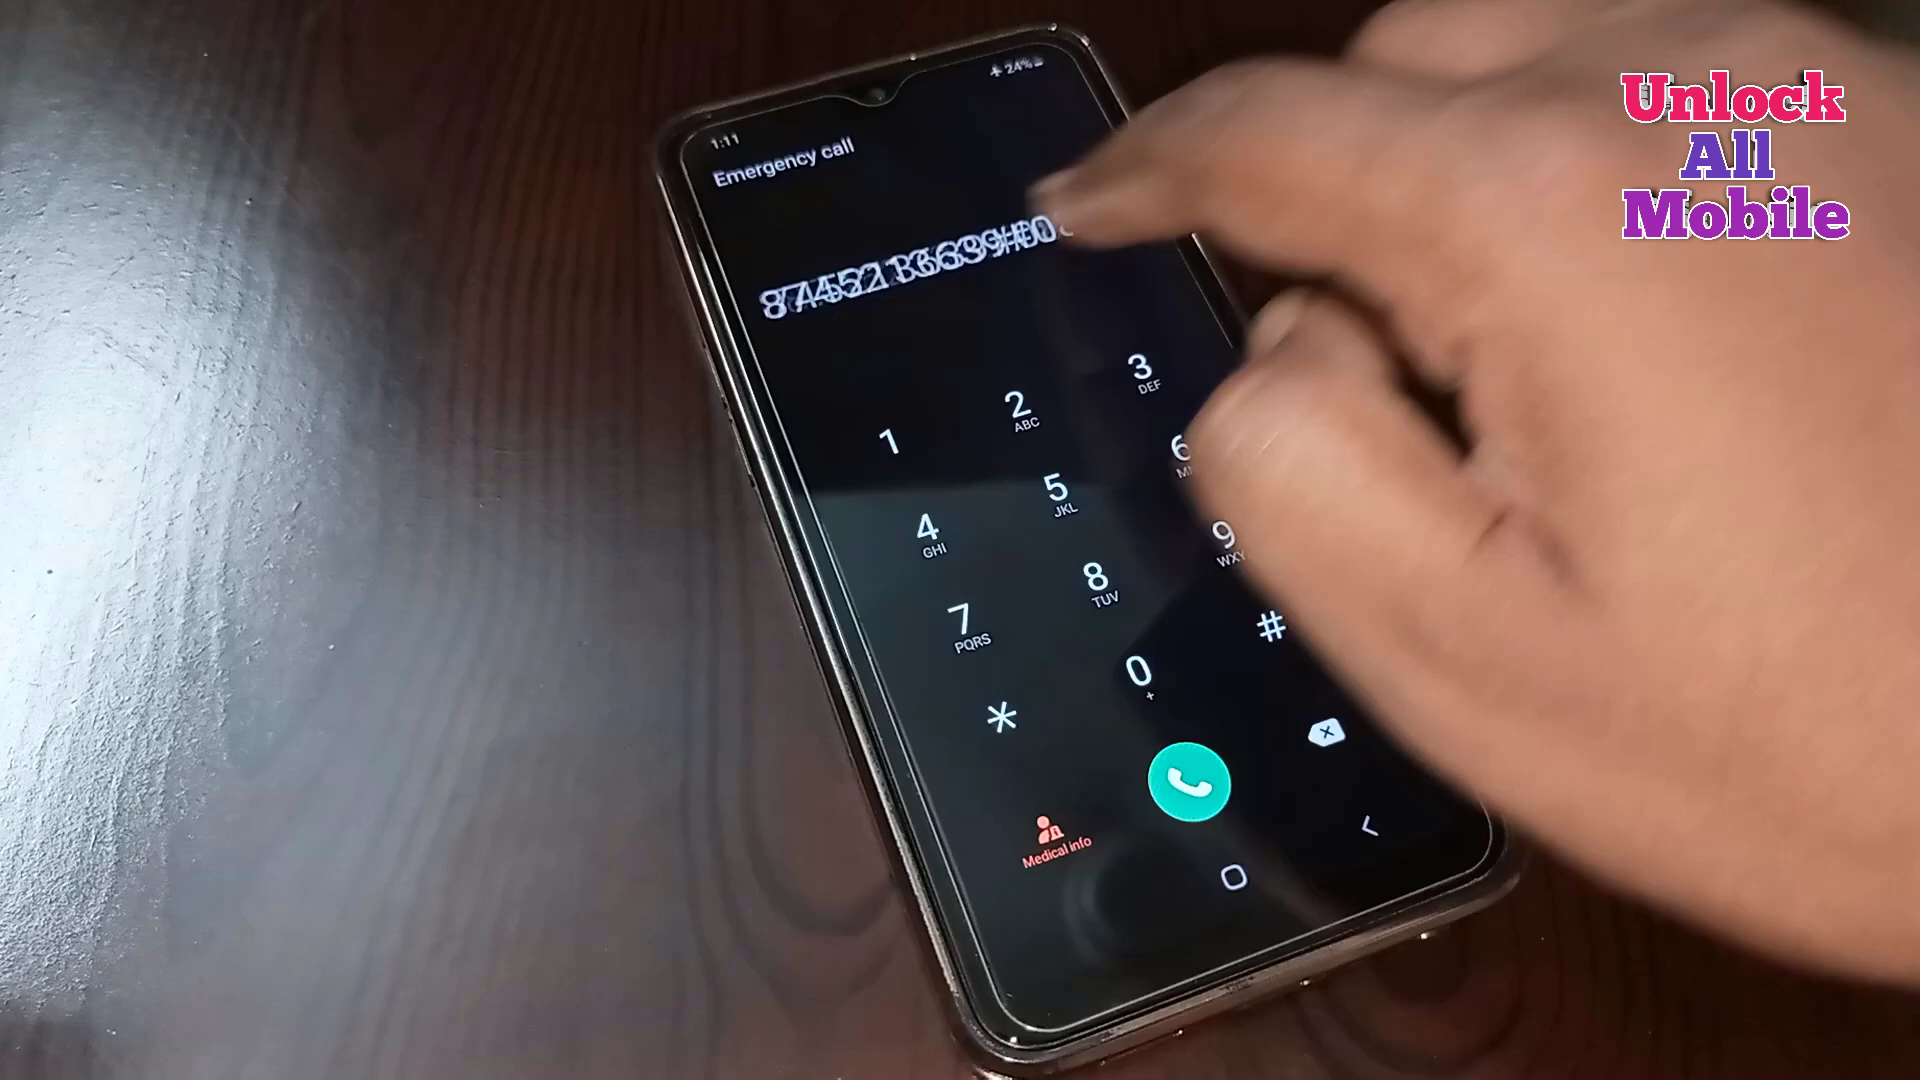 Unlock
All
Mobile
24%
1:11
Emergency call
1
2
ABC
3
DEF
4
GHI
5
JKL
6
7
PQRS
8
TUV
9
WXY
*
0
+
#
Medical info